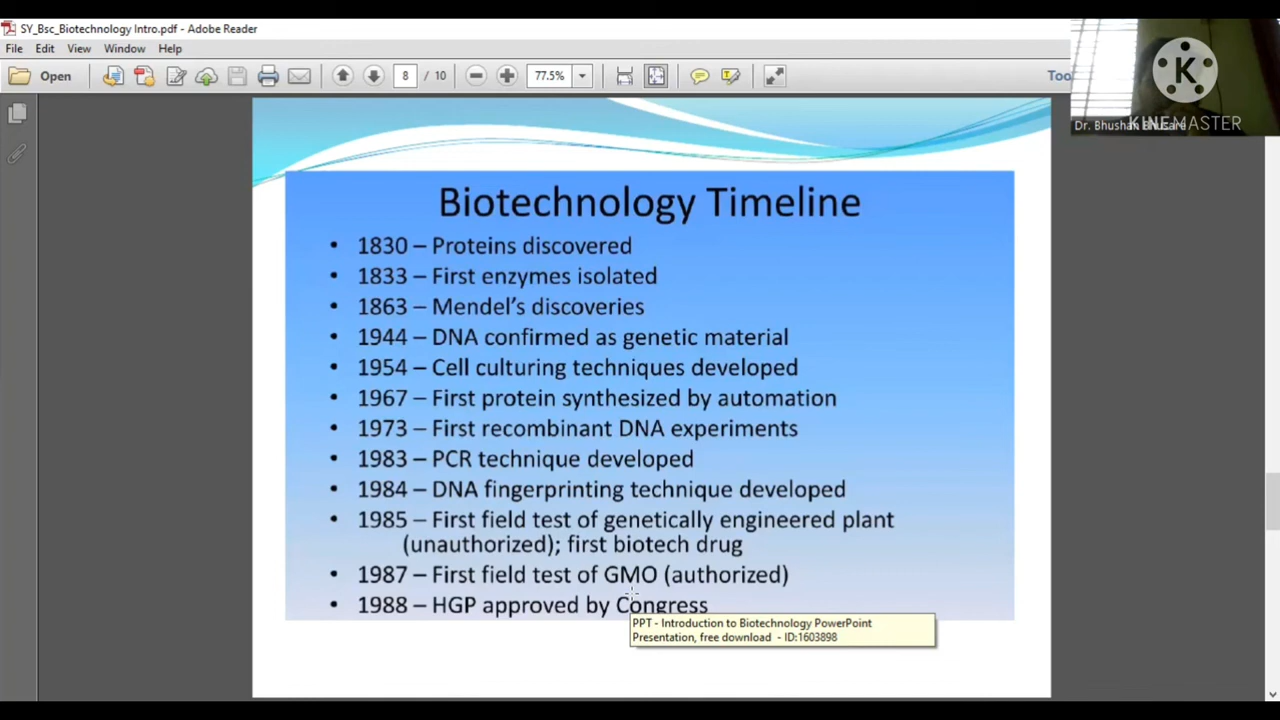 SY_Bsc_Biotechnology Intro.pdf - Adobe Reader
File Edit View Window Help
Open 8 / 10 77.5% Too
K
KINEMASTER
Dr. Bhushan Bhusare
Biotechnology Timeline
• 1830 – Proteins discovered
• 1833 – First enzymes isolated
• 1863 – Mendel's discoveries
• 1944 – DNA confirmed as genetic material
• 1954 – Cell culturing techniques developed
• 1967 – First protein synthesized by automation
• 1973 – First recombinant DNA experiments
• 1983 – PCR technique developed
• 1984 – DNA fingerprinting technique developed
• 1985 – First field test of genetically engineered plant
(unauthorized); first biotech drug
• 1987 – First field test of GMO (authorized)
• 1988 – HGP approved by Congress
PPT - Introduction to Biotechnology PowerPoint
Presentation, free download - ID:1603898